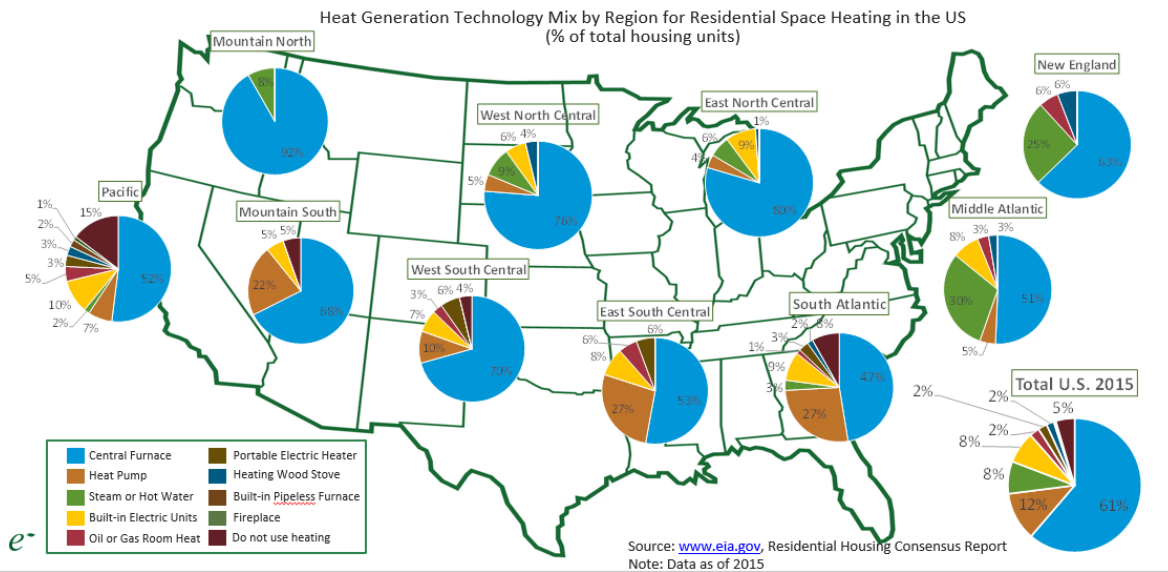 Heat Generation Technology Mix by Region for Residential Space Heating in the US
(% of total housing units)
Mountain North
8%
92%
West North Central
6% 4%
9%
5%
76%
East North Central
1%
6%
9%
4%
80%
New England
6% 6%
25%
63%
Pacific
1%
15%
2%
3%
3%
5%
10%
2%
7%
52%
Mountain South
5% 5%
22%
68%
Middle Atlantic
8% 3% 3%
30%
51%
5%
West South Central
3% 6% 4%
7%
10%
70%
East South Central
6%
6%
8%
27%
53%
South Atlantic
2% 8%
3%
1%
9%
3%
47%
27%
Total U.S. 2015
2%
2%
5%
2%
8%
8%
12%
61%
Central Furnace
Heat Pump
Steam or Hot Water
Built-in Electric Units
Oil or Gas Room Heat
Portable Electric Heater
Heating Wood Stove
Built-in Pipeless Furnace
Fireplace
Do not use heating
e-
Source: www.eia.gov, Residential Housing Consensus Report
Note: Data as of 2015